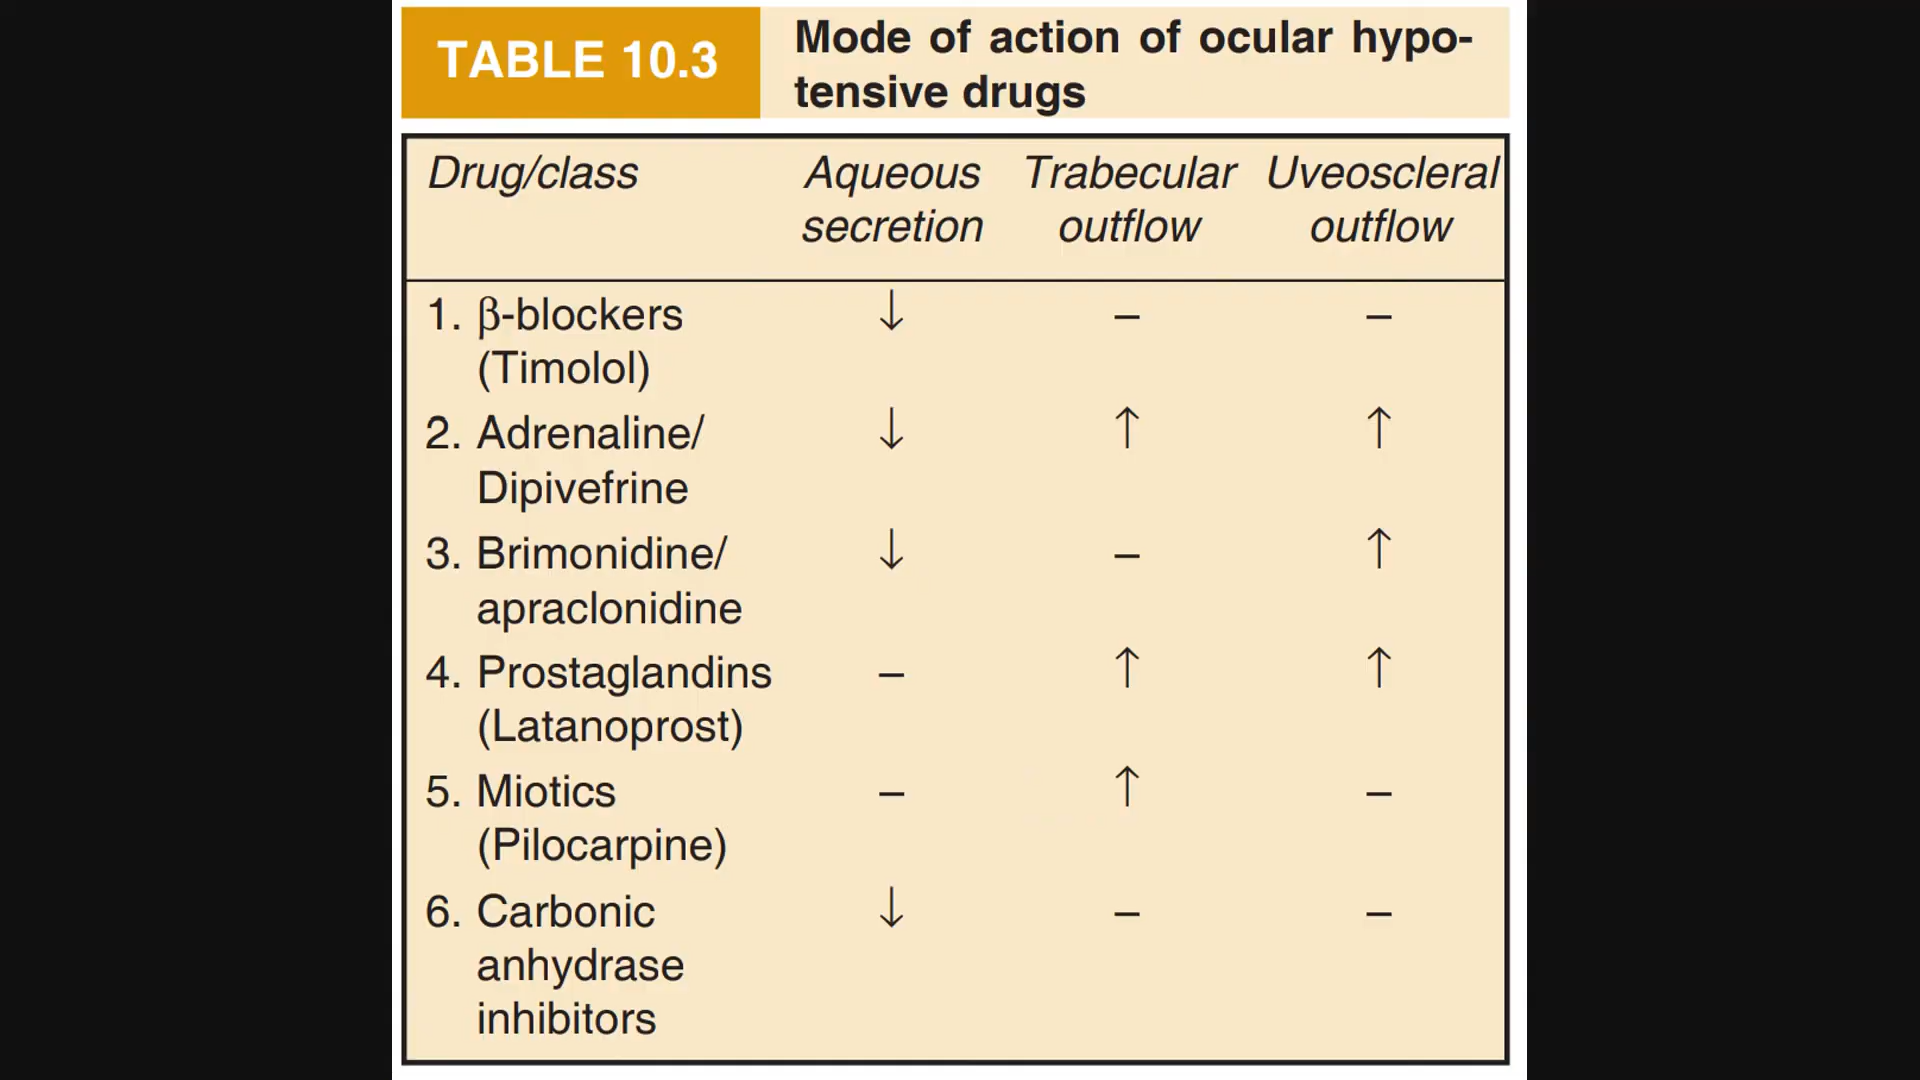 TABLE 10.3
Mode of action of ocular hypo-
tensive drugs
Drug/class Aqueous secretion Trabecular outflow Uveoscleral outflow
1. β-blockers ↓ – –
(Timolol)
2. Adrenaline/ ↓ ↑ ↑
Dipivefrine
3. Brimonidine/ ↓ – ↑
apraclonidine
4. Prostaglandins – ↑ ↑
(Latanoprost)
5. Miotics – ↑ –
(Pilocarpine)
6. Carbonic ↓ – –
anhydrase
inhibitors